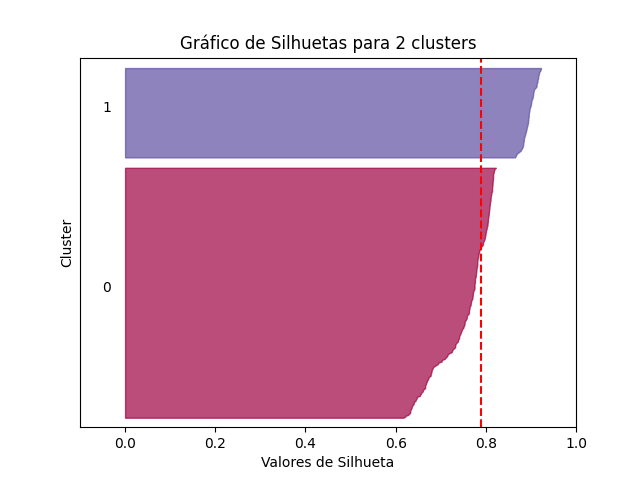 Gráfico de Silhuetas para 2 clusters
1
0
Cluster
0.0 0.2 0.4 0.6 0.8 1.0
Valores de Silhueta